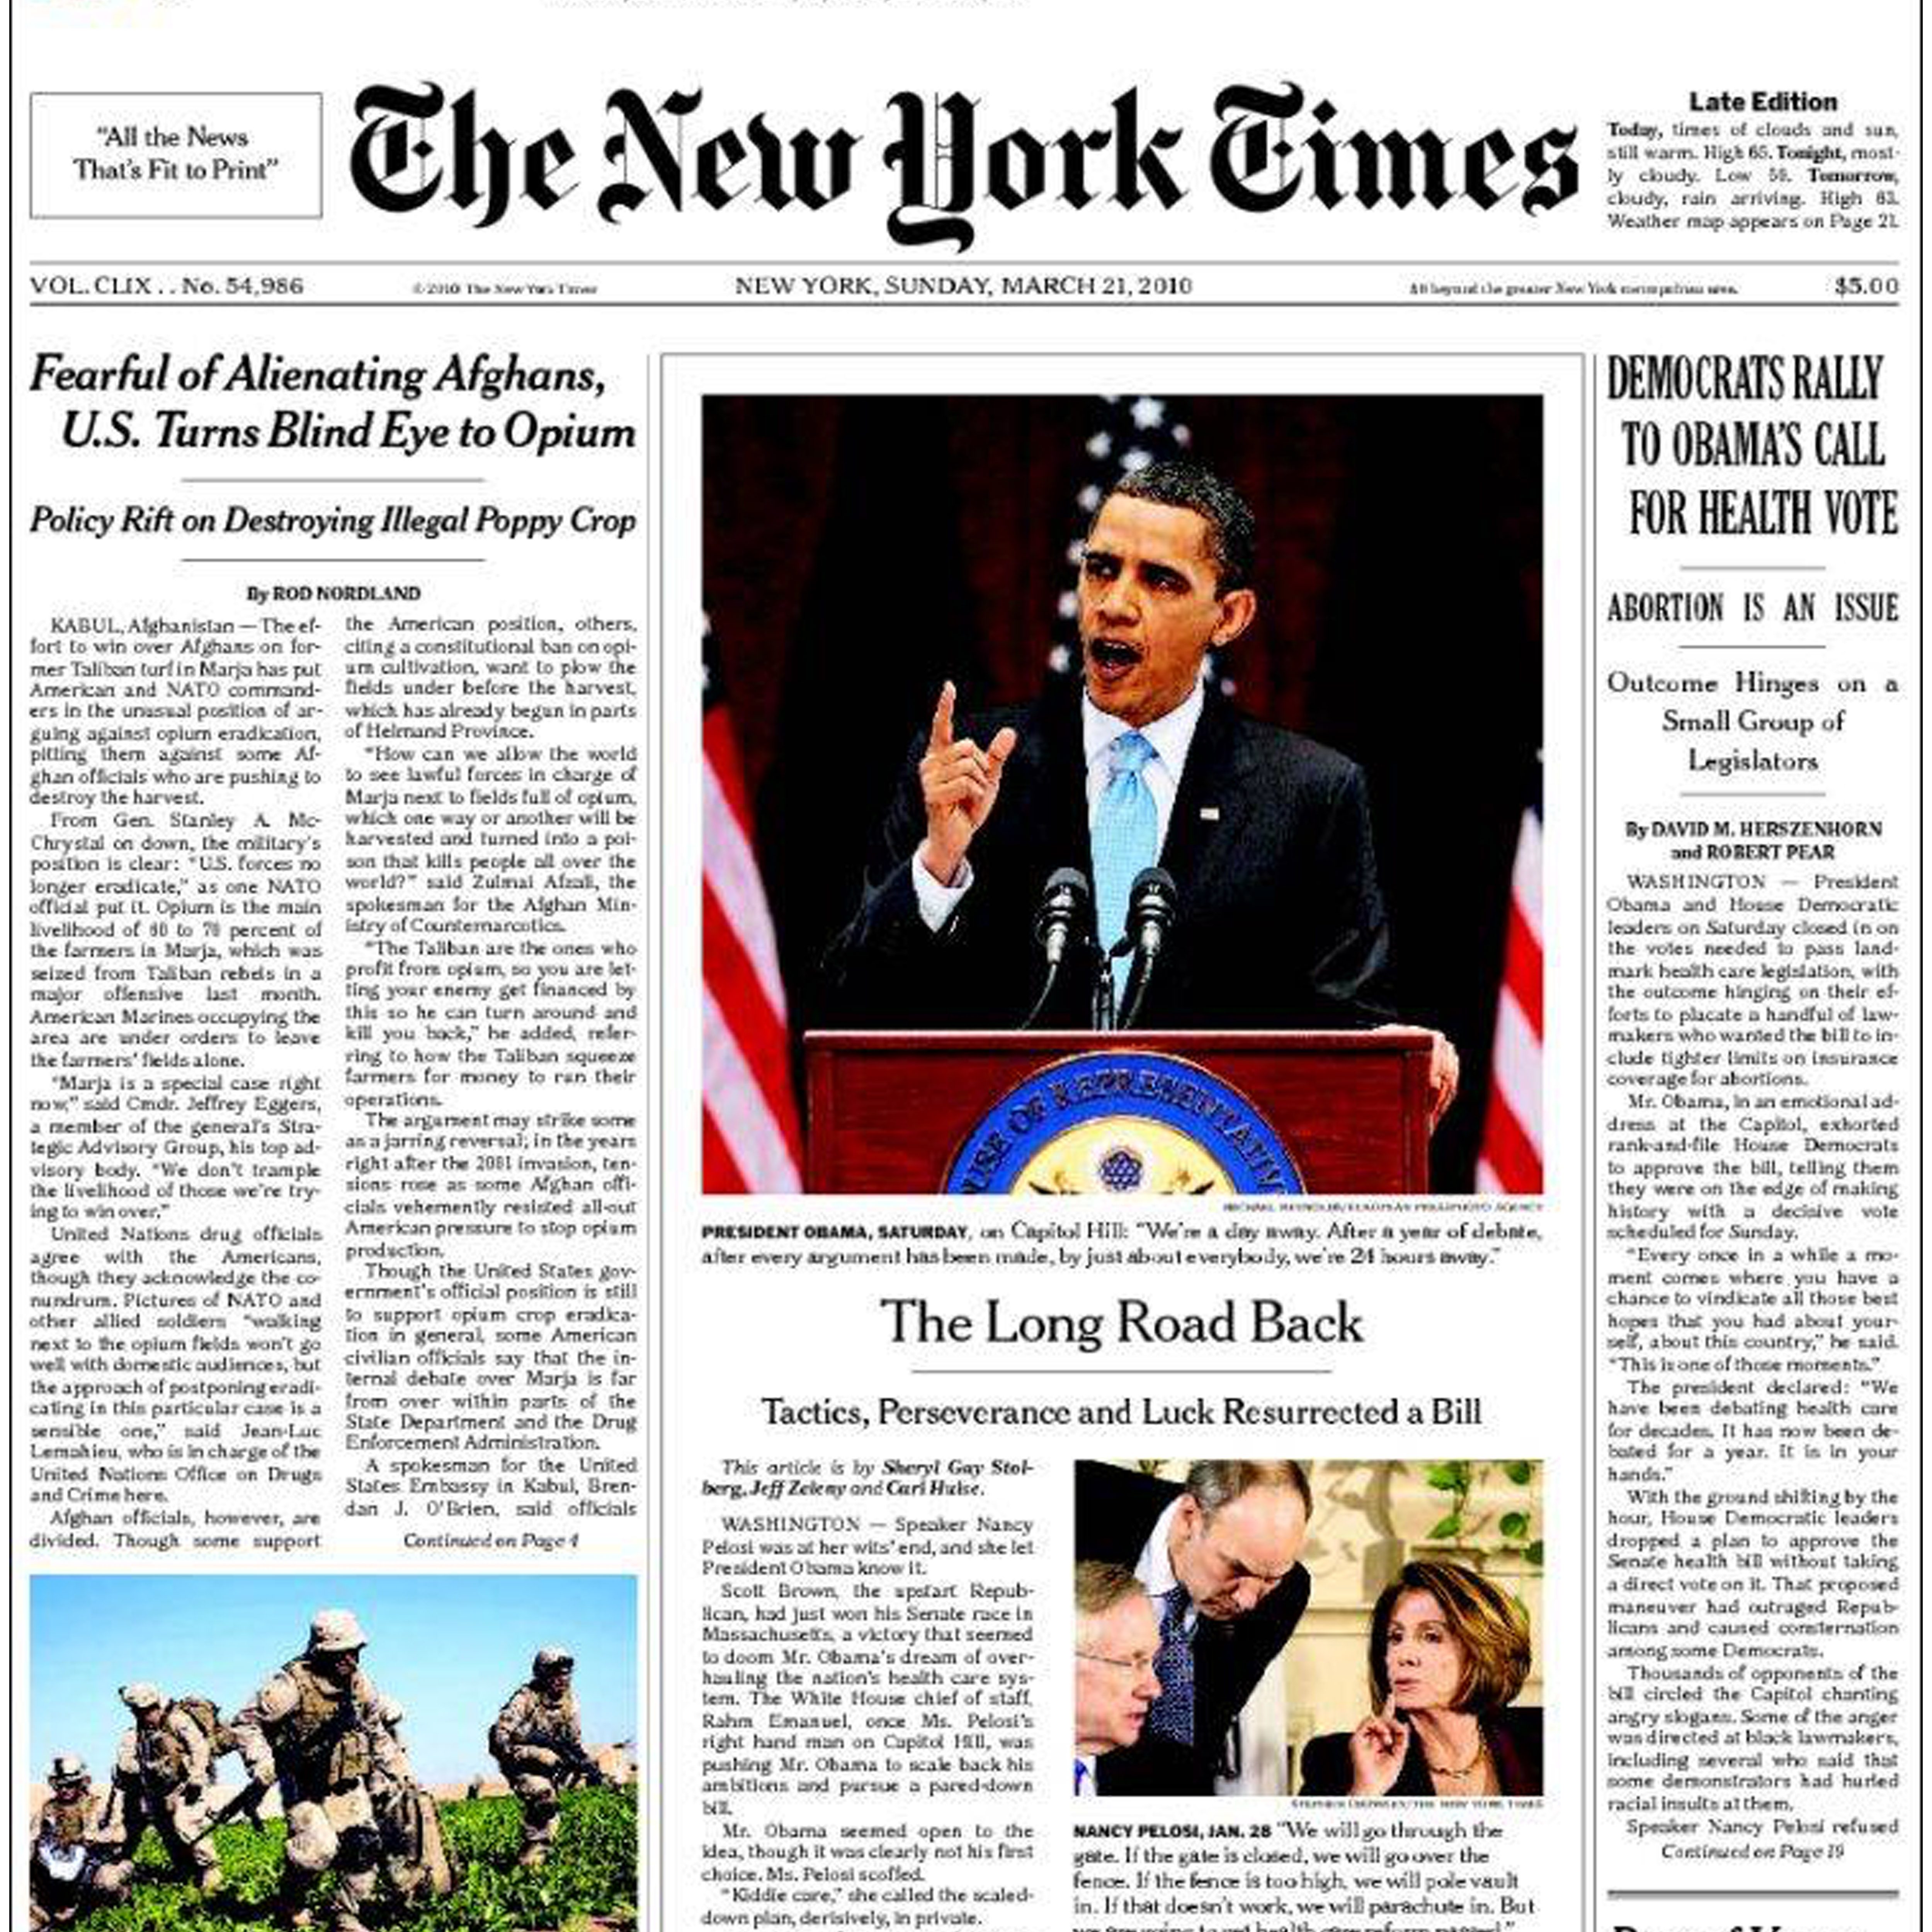 "All the News
That's Fit to Print"
The New York Times
Late Edition
Today, times of clouds and sun,
still warm. High 65. Tonight, most-
ly cloudy. Low 50. Tomorrow,
cloudy, rain arriving. High 63.
Weather map appears on Page 21.
VOL. CLIX . . No. 54,986
© 2010 The New York Times
NEW YORK, SUNDAY, MARCH 21, 2010
beyond the greater New York metropolitan area.
$5.00
Fearful of Alienating Afghans,
U.S. Turns Blind Eye to Opium
Policy Rift on Destroying Illegal Poppy Crop
By ROD NORDLAND
KABUL, Afghanistan — The ef-
fort to win over Afghans on for-
mer Taliban turf in Marja has put
American and NATO command-
ers in the unusual position of ar-
guing against opium eradication,
pitting them against some Af-
ghan officials who are pushing to
destroy the harvest.
From Gen. Stanley A. Mc-
Chrystal on down, the military's
position is clear: "U.S. forces no
longer eradicate," as one NATO
official put it. Opium is the main
livelihood of 60 to 70 percent of
the farmers in Marja, which was
seized from Taliban rebels in a
major offensive last month.
American Marines occupying the
area are under orders to leave
the farmers' fields alone.
"Marja is a special case right
now," said Cmdr. Jeffrey Eggers,
a member of the general's Stra-
tegic Advisory Group, his top ad-
visory body. "We don't trample
the livelihood of those we're try-
ing to win over."
United Nations drug officials
agree with the Americans,
though they acknowledge the co-
nundrum. Pictures of NATO and
other allied soldiers "walking
next to the opium fields won't go
well with domestic audiences, but
the approach of postponing eradi-
cating in this particular case is a
sensible one," said Jean-Luc
Lemahieu, who is in charge of the
United Nations Office on Drugs
and Crime here.
Afghan officials, however, are
divided. Though some support
the American position, others,
citing a constitutional ban on opi-
um cultivation, want to plow the
fields under before the harvest,
which has already begun in parts
of Helmand Province.
"How can we allow the world
to see lawful forces in charge of
Marja next to fields full of opium,
which one way or another will be
harvested and turned into a poi-
son that kills people all over the
world?" said Zulmai Afzali, the
spokesman for the Afghan Min-
istry of Counternarcotics.
"The Taliban are the ones who
profit from opium, so you are let-
ting your enemy get financed by
this so he can turn around and
kill you back," he added, refer-
ring to how the Taliban squeeze
farmers for money to run their
operations.
The argument may strike some
as a jarring reversal; in the years
right after the 2001 invasion, ten-
sions rose as some Afghan offi-
cials vehemently resisted all-out
American pressure to stop opium
production.
Though the United States gov-
ernment's official position is still
to support opium crop eradica-
tion in general, some American
civilian officials say that the in-
ternal debate over Marja is far
from over within parts of the
State Department and the Drug
Enforcement Administration.
A spokesman for the United
States Embassy in Kabul, Bren-
dan J. O'Brien, said officials
Continued on Page 4
USE OF REPRESENTATIV
MICHAEL REYNOLDS/EUROPEAN PRESSPHOTO AGENCY
PRESIDENT OBAMA, SATURDAY, on Capitol Hill: "We're a day away. After a year of debate,
after every argument has been made, by just about everybody, we're 24 hours away."
The Long Road Back
Tactics, Perseverance and Luck Resurrected a Bill
This article is by Sheryl Gay Stol-
berg, Jeff Zeleny and Carl Hulse.
WASHINGTON — Speaker Nancy
Pelosi was at her wits' end, and she let
President Obama know it.
Scott Brown, the upstart Repub-
lican, had just won his Senate race in
Massachusetts, a victory that seemed
to doom Mr. Obama's dream of over-
hauling the nation's health care sys-
tem. The White House chief of staff,
Rahm Emanuel, once Ms. Pelosi's
right hand man on Capitol Hill, was
pushing Mr. Obama to scale back his
ambitions and pursue a pared-down
bill.
Mr. Obama seemed open to the
idea, though it was clearly not his first
choice. Ms. Pelosi scoffed.
"Kiddie care," she called the scaled-
down plan, derisively, in private.
STEPHEN CROWLEY/THE NEW YORK TIMES
NANCY PELOSI, JAN. 28 "We will go through the
gate. If the gate is closed, we will go over the
fence. If the fence is too high, we will pole vault
in. If that doesn't work, we will parachute in. But
we are going to get health care reform passed."
DEMOCRATS RALLY
TO OBAMA'S CALL
FOR HEALTH VOTE
ABORTION IS AN ISSUE
Outcome Hinges on a
Small Group of
Legislators
By DAVID M. HERSZENHORN
and ROBERT PEAR
WASHINGTON — President
Obama and House Democratic
leaders on Saturday closed in on
the votes needed to pass land-
mark health care legislation, with
the outcome hinging on their ef-
forts to placate a handful of law-
makers who wanted the bill to in-
clude tighter limits on insurance
coverage for abortions.
Mr. Obama, in an emotional ad-
dress at the Capitol, exhorted
rank-and-file House Democrats
to approve the bill, telling them
they were on the edge of making
history with a decisive vote
scheduled for Sunday.
"Every once in a while a mo-
ment comes where you have a
chance to vindicate all those best
hopes that you had about your-
self, about this country," he said.
"This is one of those moments."
The president declared: "We
have been debating health care
for decades. It has now been de-
bated for a year. It is in your
hands."
With the ground shifting by the
hour, House Democratic leaders
dropped a plan to approve the
Senate health bill without taking
a direct vote on it. That proposed
maneuver had outraged Repub-
licans and caused consternation
among some Democrats.
Thousands of opponents of the
bill circled the Capitol chanting
angry slogans. Some of the anger
was directed at black lawmakers,
including several who said that
some demonstrators had hurled
racial insults at them.
Speaker Nancy Pelosi refused
Continued on Page 19